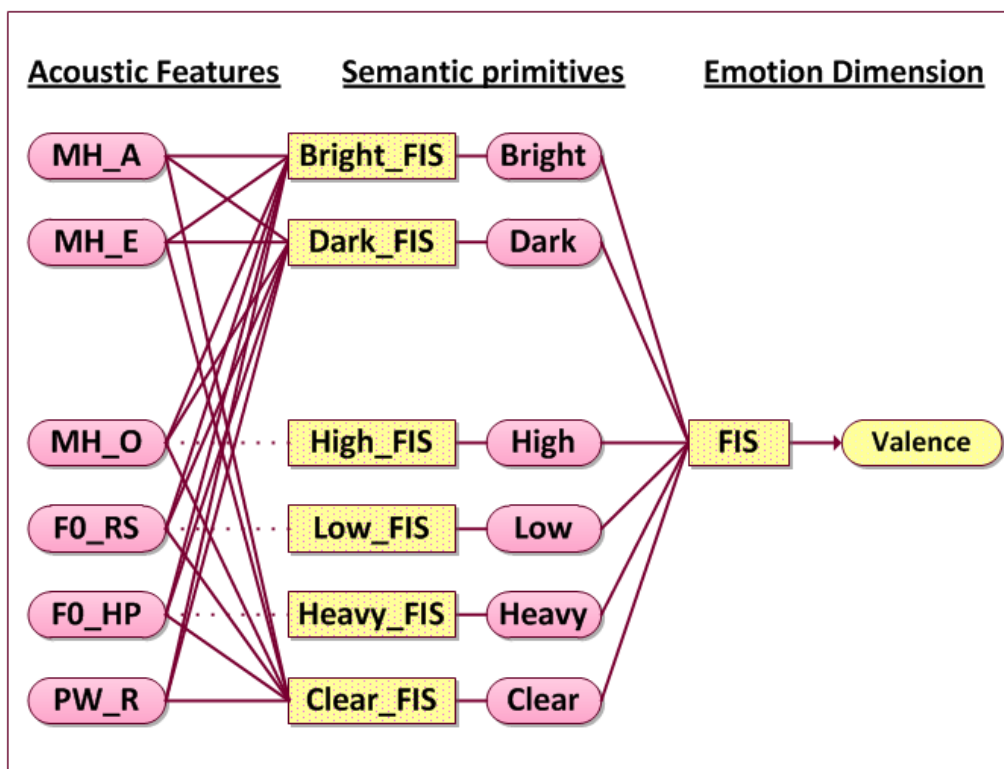 Acoustic Features Semantic primitives Emotion Dimension
MH_A Bright_FIS Bright
MH_E Dark_FIS Dark
MH_O High_FIS High FIS Valence
F0_RS Low_FIS Low
F0_HP Heavy_FIS Heavy
PW_R Clear_FIS Clear